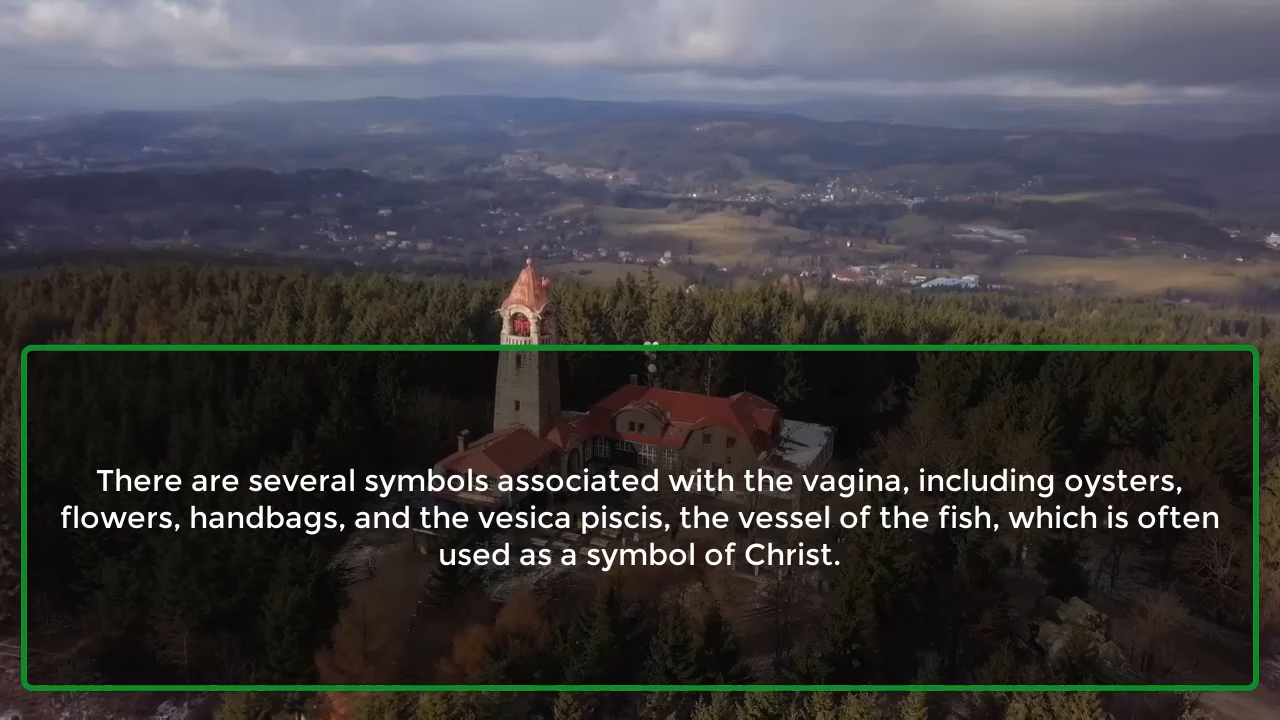 There are several symbols associated with the vagina, including oysters,
flowers, handbags, and the vesica piscis, the vessel of the fish, which is often
used as a symbol of Christ.